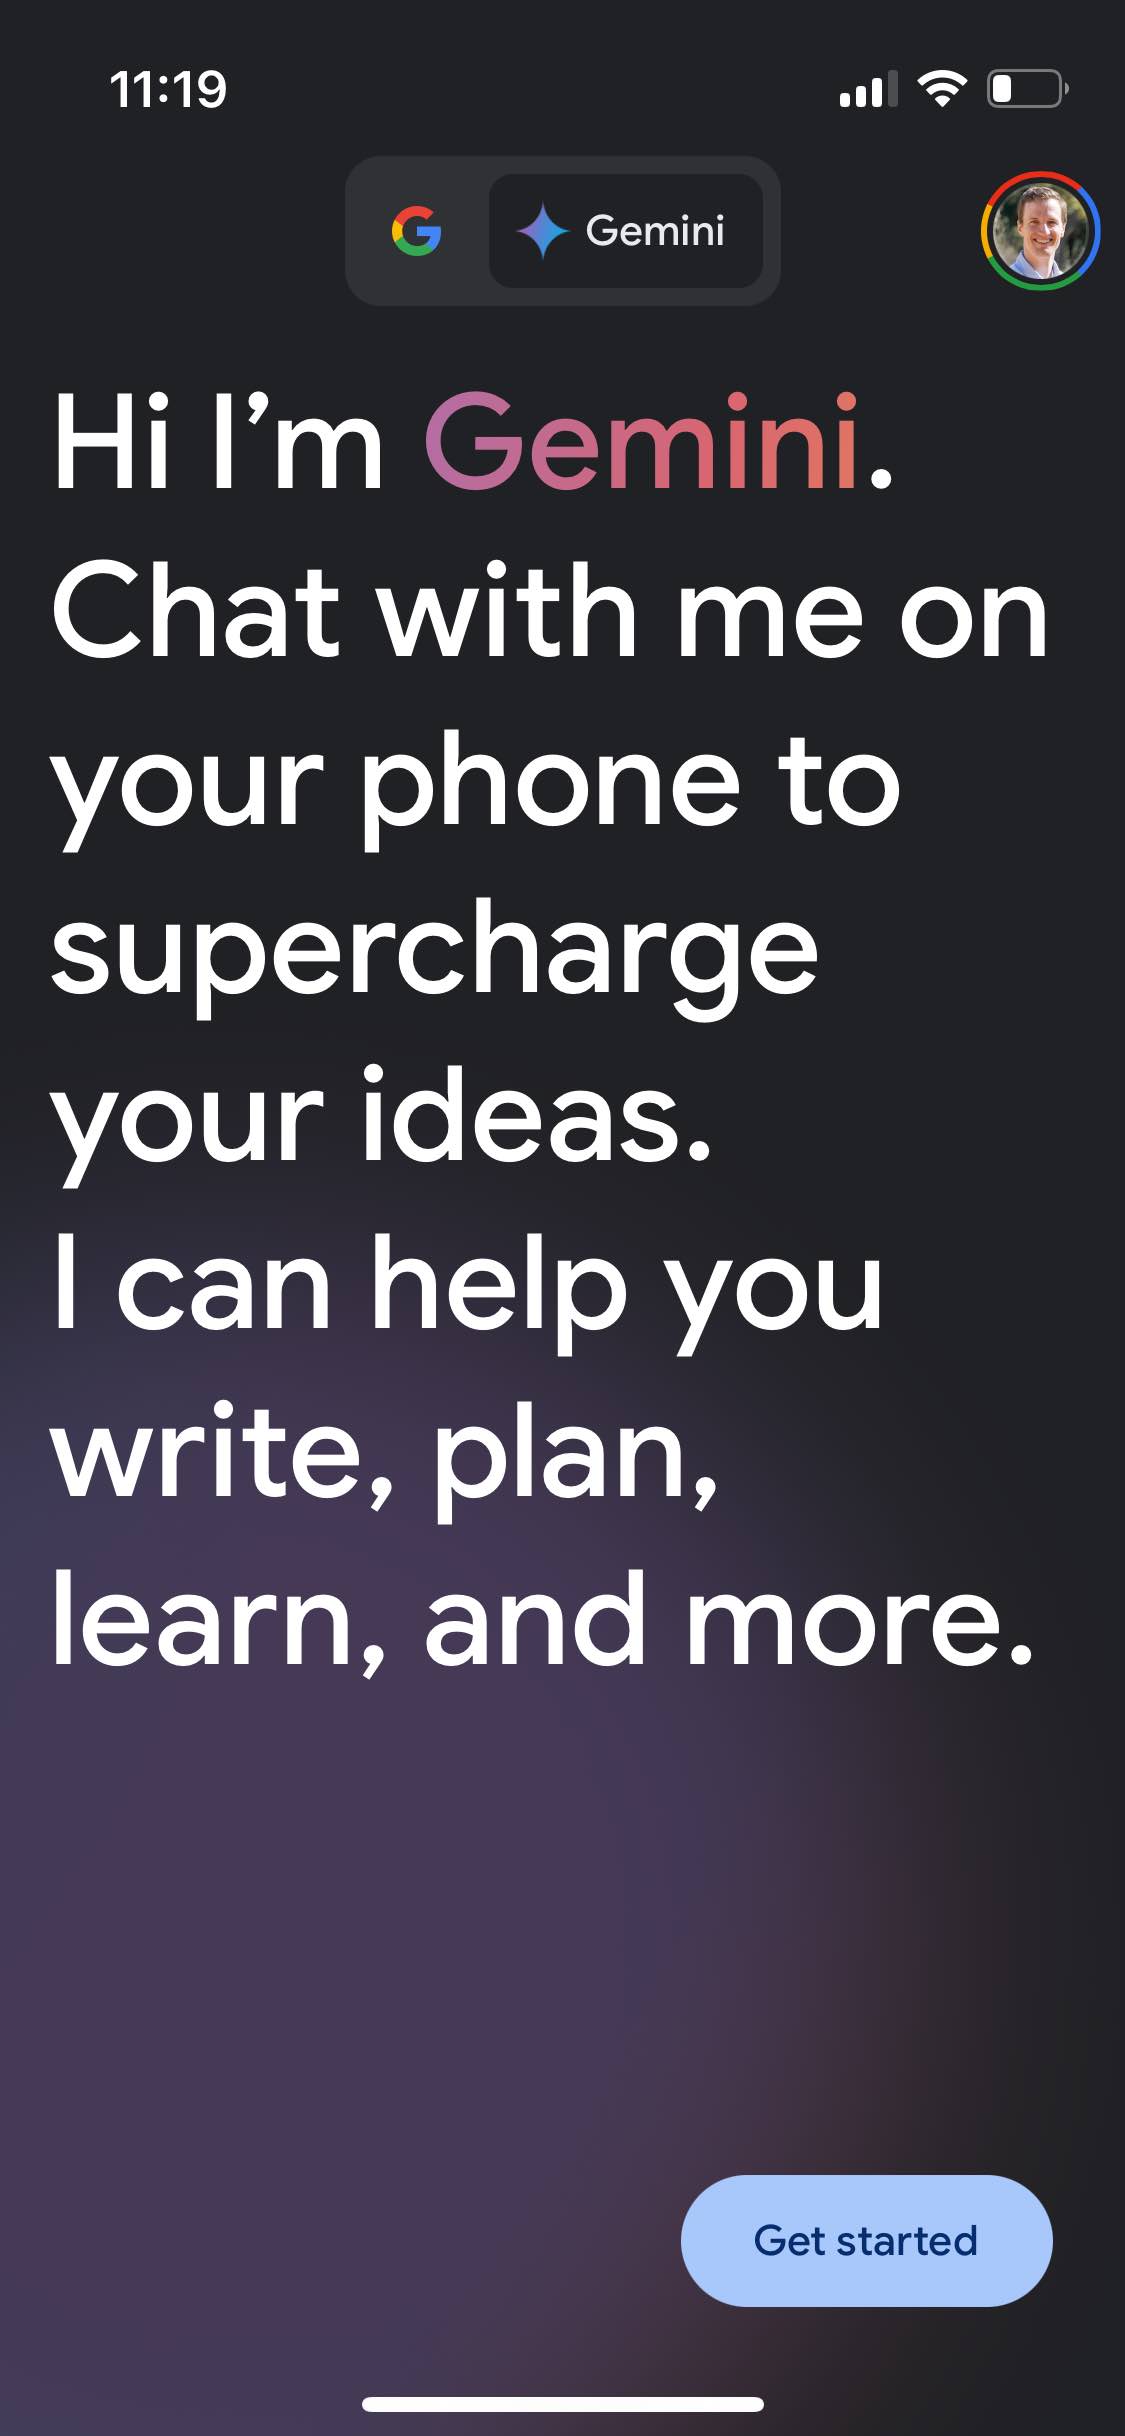 11:19
G Gemini
Hi I’m Gemini.
Chat with me on
your phone to
supercharge
your ideas.
I can help you
write, plan,
learn, and more.
Get started